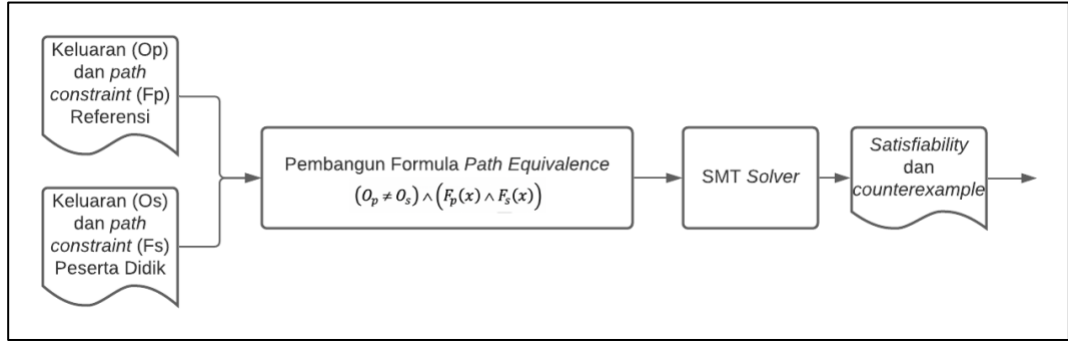 Keluaran (Op)
dan path
constraint (Fp)
Referensi
Keluaran (Os)
dan path
constraint (Fs)
Peserta Didik
Pembangun Formula Path Equivalence
(Oₚ ≠ Oₛ) ∧ (Fₚ(x) ∧ Fₛ(x))
SMT Solver
Satisfiability
dan
counterexample